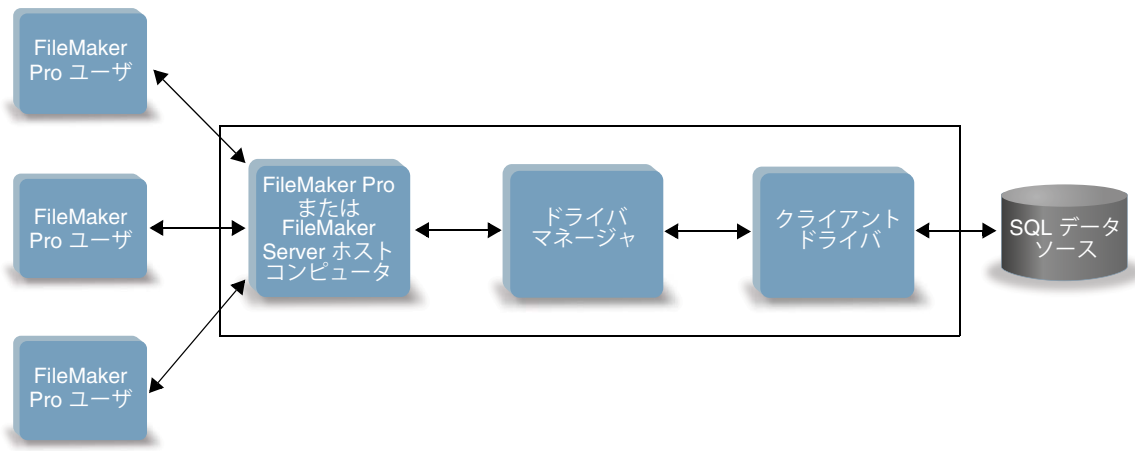 FileMaker
Pro ユーザ
FileMaker
Pro ユーザ
FileMaker
Pro ユーザ
FileMaker Pro
または
FileMaker
Server ホスト
コンピュータ
ドライバ
マネージャ
クライアント
ドライバ
SQL データ
ソース